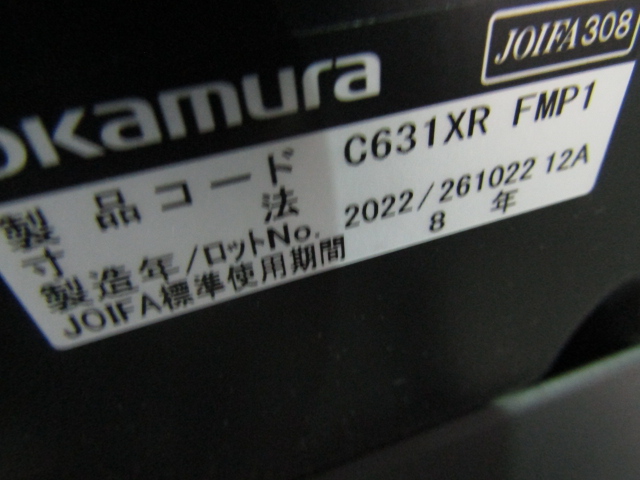 JOIFA308
okamura
製品コード C631XR FMP1
寸法
製造年/ロットNo. 2022/261022 12A
JOIFA標準使用期間 8年